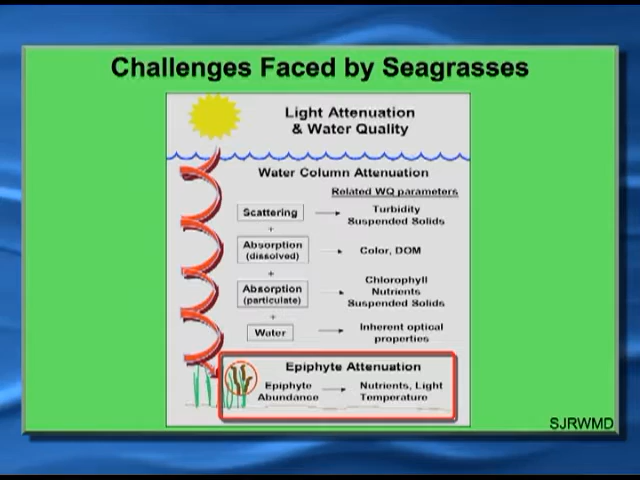 Challenges Faced by Seagrasses
Light Attenuation
& Water Quality
Water Column Attenuation
Related WQ parameters
Scattering
Turbidity
Suspended Solids
+
Absorption
(dissolved)
Color, DOM
+
Absorption
(particulate)
Chlorophyll
Nutrients
Suspended Solids
+
Water
Inherent optical
properties
Epiphyte Attenuation
Epiphyte
Abundance
Nutrients, Light
Temperature
SJRWMD